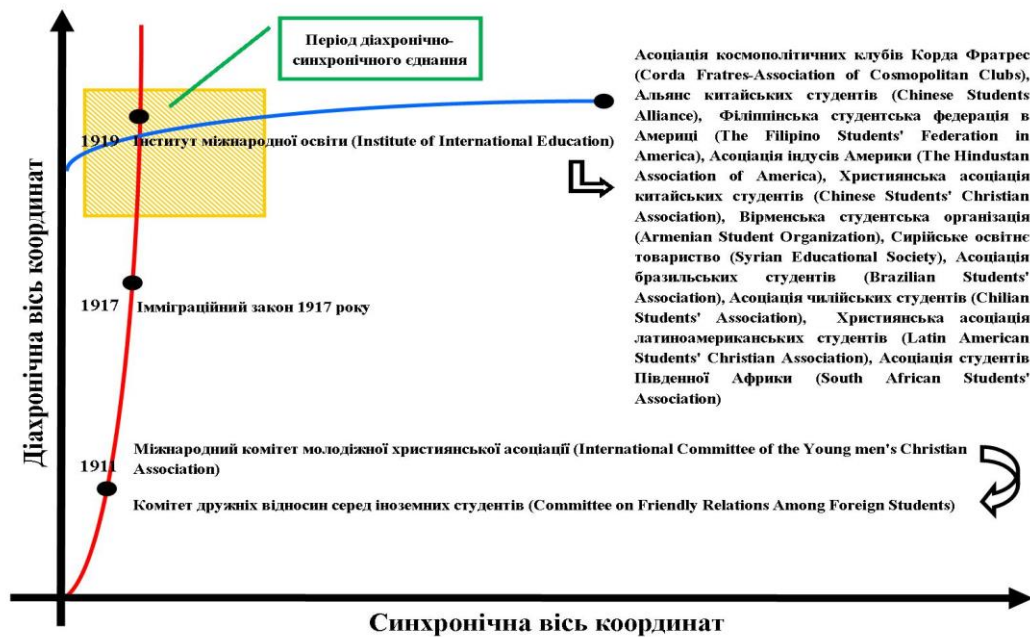 Період діахронічно-
синхронічного єднання
Асоціація космополітичних клубів Корда Фратрес
(Corda Fratres-Association of Cosmopolitan Clubs),
Альянс китайських студентів (Chinese Students
Alliance), Філіппінська студентська федерація в
Америці (The Filipino Students' Federation in
America), Асоціація індусів Америки (The Hindustan
Association of America), Християнська асоціація
китайських студентів (Chinese Students' Christian
Association), Вірменська студентська організація
(Armenian Student Organization), Сирійське освітнє
товариство (Syrian Educational Society), Асоціація
бразильських студентів (Brazilian Students'
Association), Асоціація чилійських студентів (Chilian
Students' Association), Християнська асоціація
латиноамериканських студентів (Latin American
Students' Christian Association), Асоціація студентів
Південної Африки (South African Students'
Association)
1919 Інститут міжнародної освіти (Institute of International Education)
1917 Імміграційний закон 1917 року
1911
Міжнародний комітет молодіжної християнської асоціації (International Committee of the Young men's Christian
Association)
Комітет дружніх відносин серед іноземних студентів (Committee on Friendly Relations Among Foreign Students)
Діахронічна вісь координат
Синхронічна вісь координат